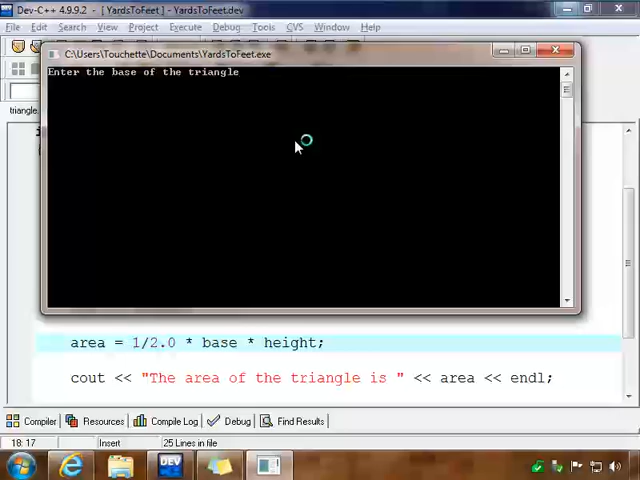 Dev-C++ 4.9.9.2 - [ YardsToFeet ] - YardsToFeet.dev
File Edit Search View Project Execute Debug Tools CVS Window Help
C:\Users\Touchette\Documents\YardsToFeet.exe
Enter the base of the triangle
triangle.
area = 1/2.0 * base * height;
cout << "The area of the triangle is " << area << endl;
Compiler Resources Compile Log Debug Find Results
18: 17 Insert 25 Lines in file
DEV